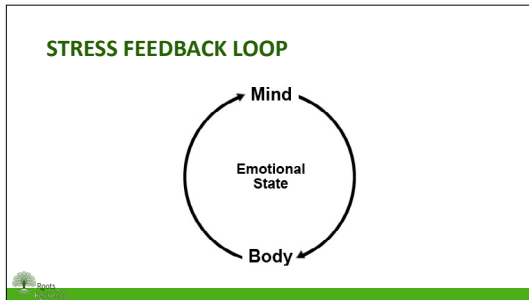 STRESS FEEDBACK LOOP
Mind
Emotional
State
Body
Roots